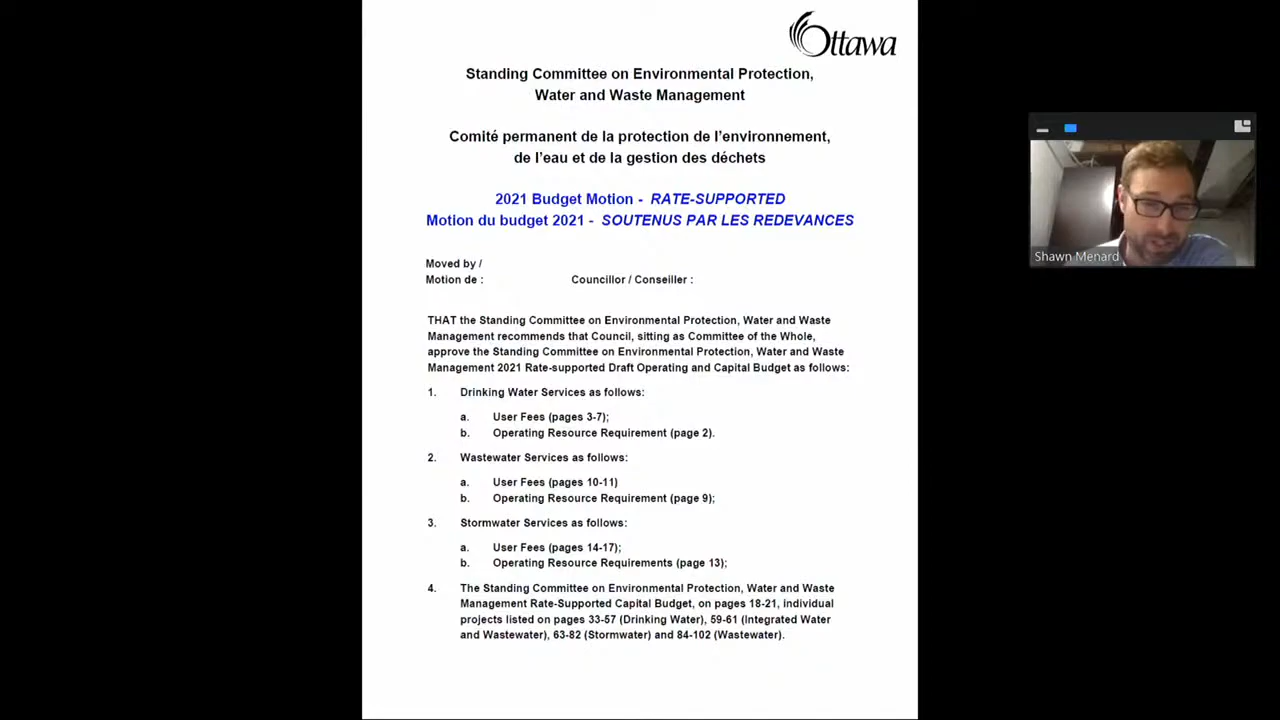 Ottawa
Standing Committee on Environmental Protection,
Water and Waste Management
Comité permanent de la protection de l'environnement,
de l'eau et de la gestion des déchets
2021 Budget Motion - RATE-SUPPORTED
Motion du budget 2021 - SOUTENUS PAR LES REDEVANCES
Moved by /
Motion de : Councillor / Conseiller :
THAT the Standing Committee on Environmental Protection, Water and Waste
Management recommends that Council, sitting as Committee of the Whole,
approve the Standing Committee on Environmental Protection, Water and Waste
Management 2021 Rate-supported Draft Operating and Capital Budget as follows:
1. Drinking Water Services as follows:
a. User Fees (pages 3-7);
b. Operating Resource Requirement (page 2).
2. Wastewater Services as follows:
a. User Fees (pages 10-11)
b. Operating Resource Requirement (page 9);
3. Stormwater Services as follows:
a. User Fees (pages 14-17);
b. Operating Resource Requirements (page 13);
4. The Standing Committee on Environmental Protection, Water and Waste
Management Rate-Supported Capital Budget, on pages 18-21, individual
projects listed on pages 33-57 (Drinking Water), 59-61 (Integrated Water
and Wastewater), 63-82 (Stormwater) and 84-102 (Wastewater).
Shawn Menard